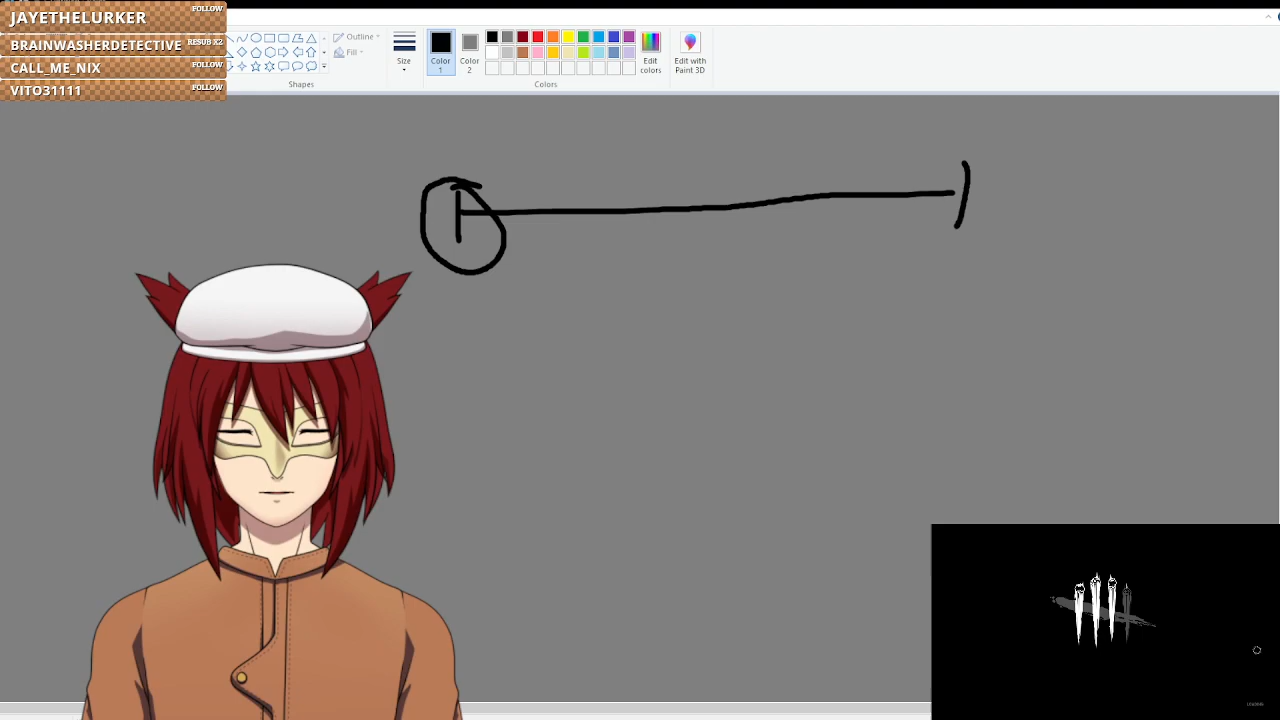 JAYETHELURKER FOLLOW
BRAINWASHERDETECTIVE RESUB X2
CALL_ME_NIX FOLLOW
VITO31111 FOLLOW
Outline
Fill
Shapes
Size
Color 1
Color 2
Edit colors
Edit with Paint 3D
Colors
LOADING